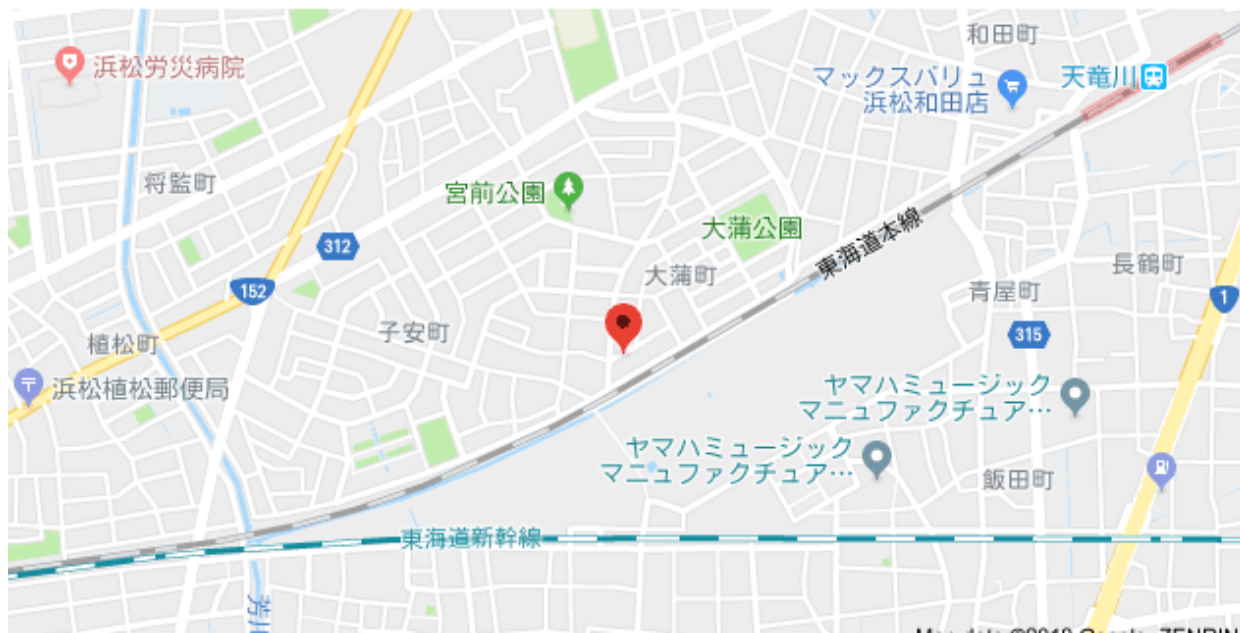 和田町
浜松労災病院
マックスバリュ
浜松和田店
天竜川
将監町
宮前公園
大蒲公園
東海道本線
312
大蒲町
長鶴町
152
青屋町
1
子安町
315
植松町
浜松植松郵便局
ヤマハミュージック
マニュファクチュア…
ヤマハミュージック
マニュファクチュア…
飯田町
東海道新幹線
芳川